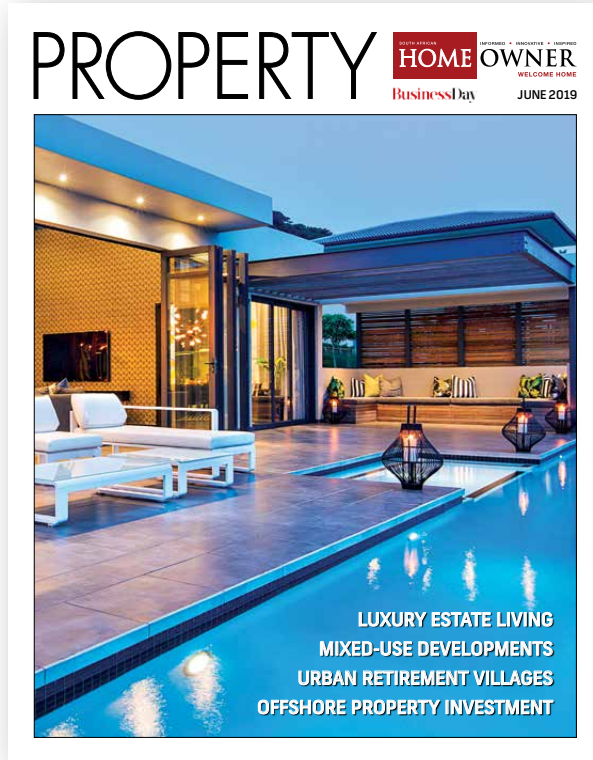 PROPERTY
SOUTH AFRICAN
HOME OWNER
INFORMED • INNOVATIVE • INSPIRED
WELCOME HOME
BusinessDay
JUNE 2019
LUXURY ESTATE LIVING
MIXED-USE DEVELOPMENTS
URBAN RETIREMENT VILLAGES
OFFSHORE PROPERTY INVESTMENT